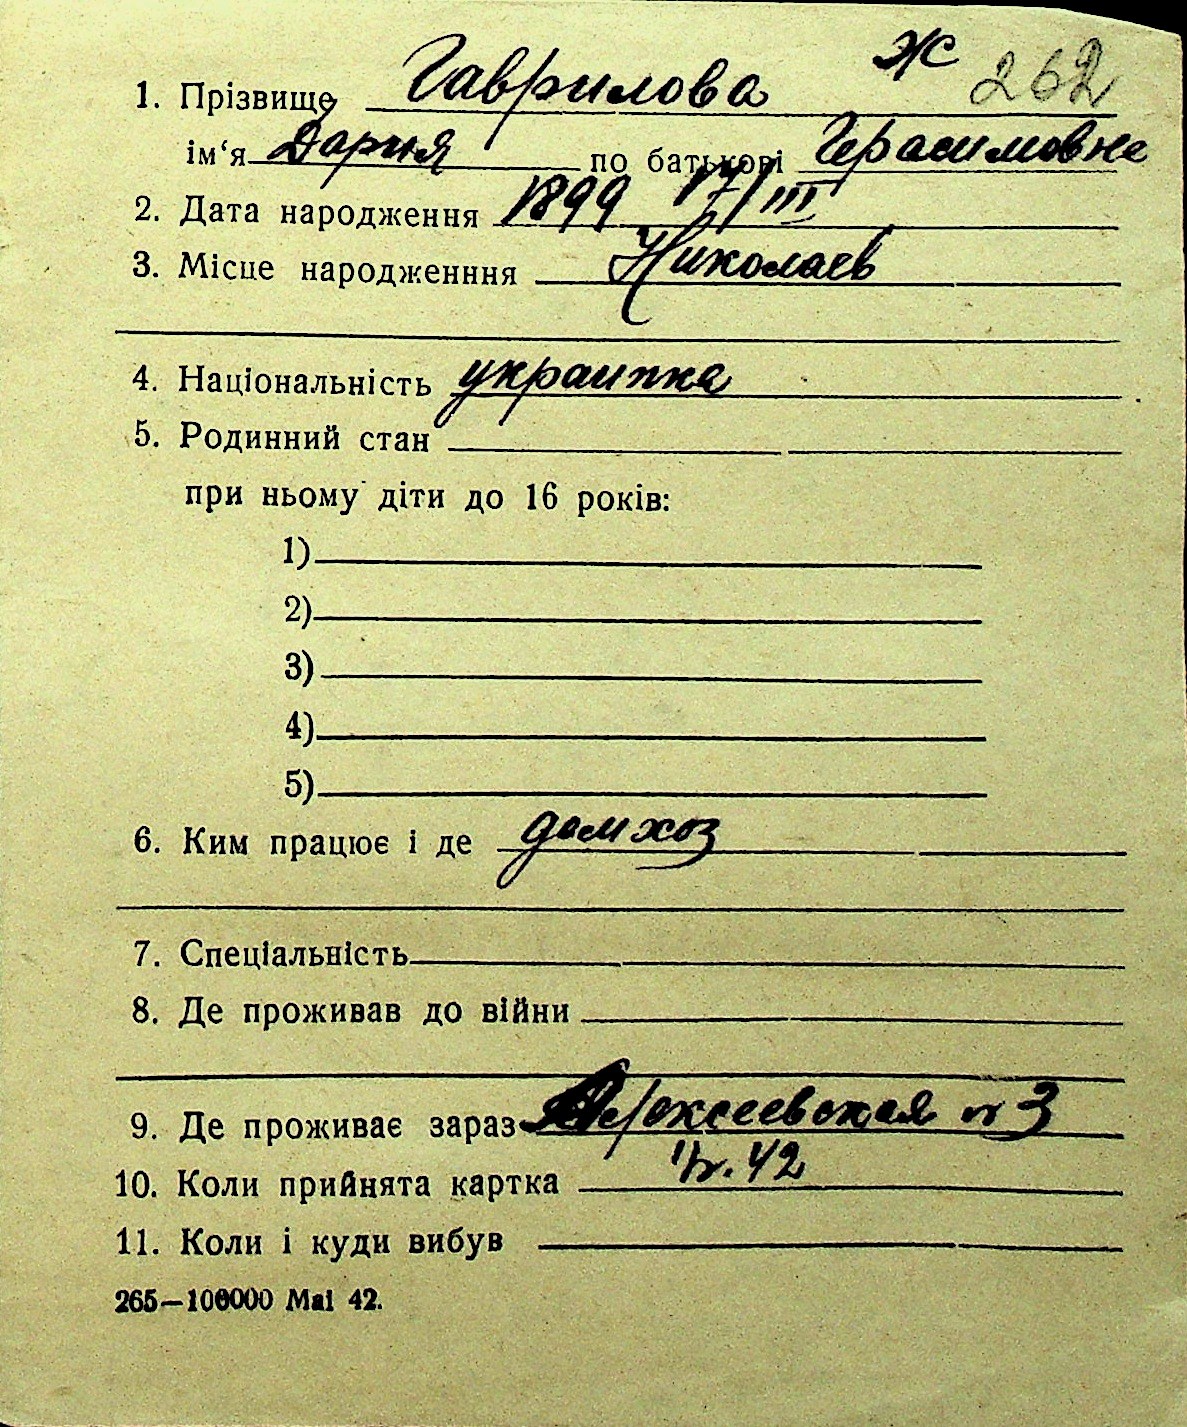 Ж 262
1. Прізвище Гаврилова
ім‘я Дария по батькові Герасимовна
2. Дата народження 1899 17/III
3. Місце народженння Николаев
4. Національність украинка
5. Родинний стан
при ньому діти до 16 років:
1)
2)
3)
4)
5)
6. Ким працює і де домхоз
7. Спеціальність
8. Де проживав до війни
9. Де проживає зараз 3
10. Коли прийнята картка 42
11. Коли і куди вибув
265—100000 Mai 42.